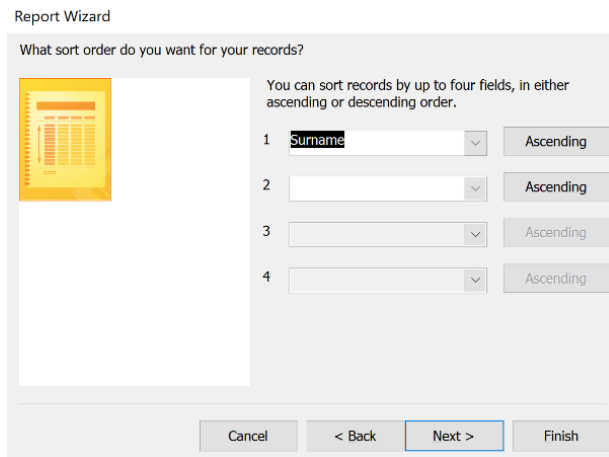 Report Wizard
What sort order do you want for your records?
You can sort records by up to four fields, in either
ascending or descending order.
1 Surname Ascending
2 Ascending
3 Ascending
4 Ascending
Cancel < Back Next > Finish